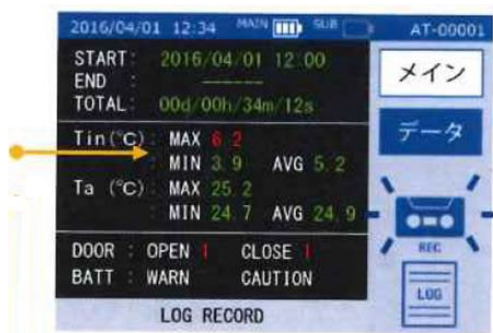 2016/04/01 12:34 MAIN SUB AT-00001
START: 2016/04/01 12:00
END : -------
TOTAL: 00d/00h/34m/12s
メイン
データ
Tin(°C): MAX 6.2
: MIN 3.9 AVG 5.2
Ta (°C): MAX 25.2
: MIN 24.7 AVG 24.9
REC
DOOR : OPEN 1 CLOSE 1
BATT : WARN CAUTION
LOG
LOG RECORD